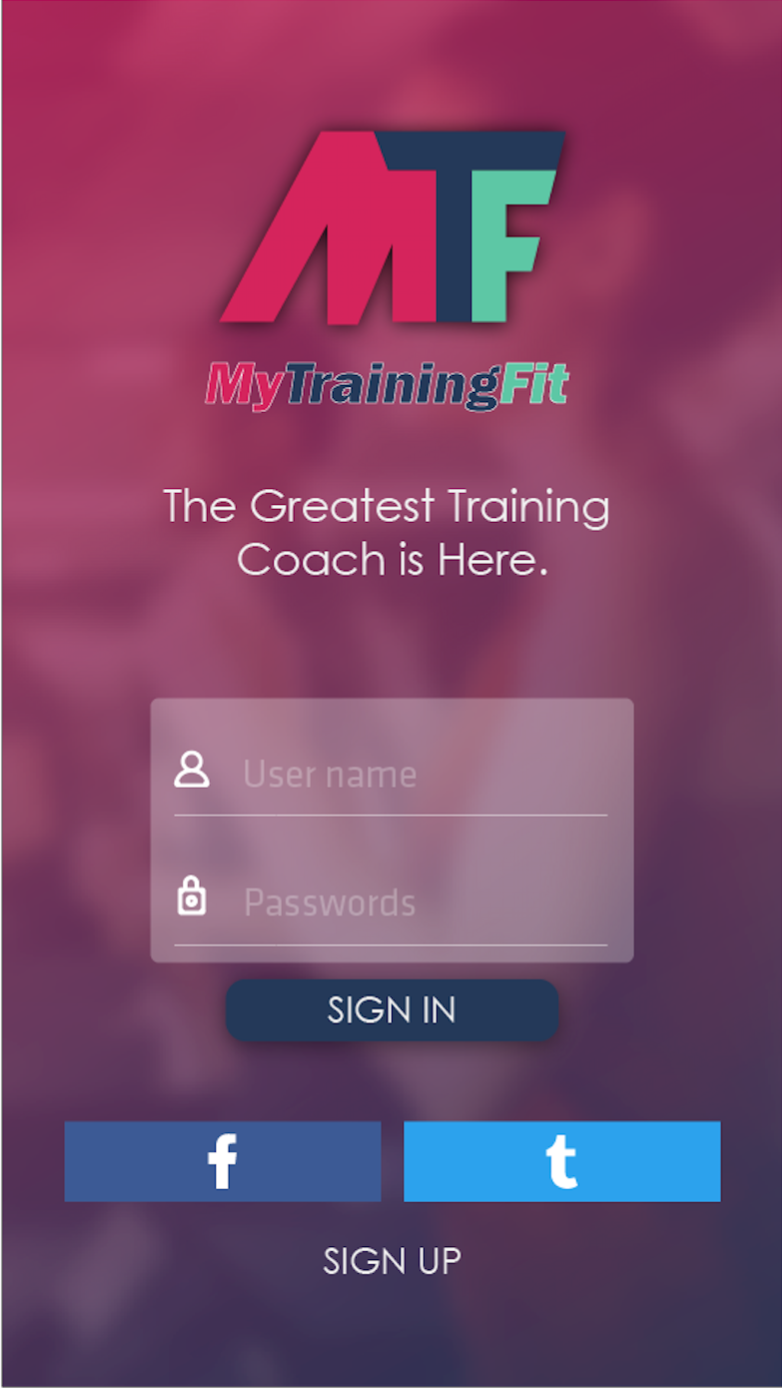 MTF
MyTrainingFit
The Greatest Training
Coach is Here.
User name
Passwords
SIGN IN
f
t
SIGN UP